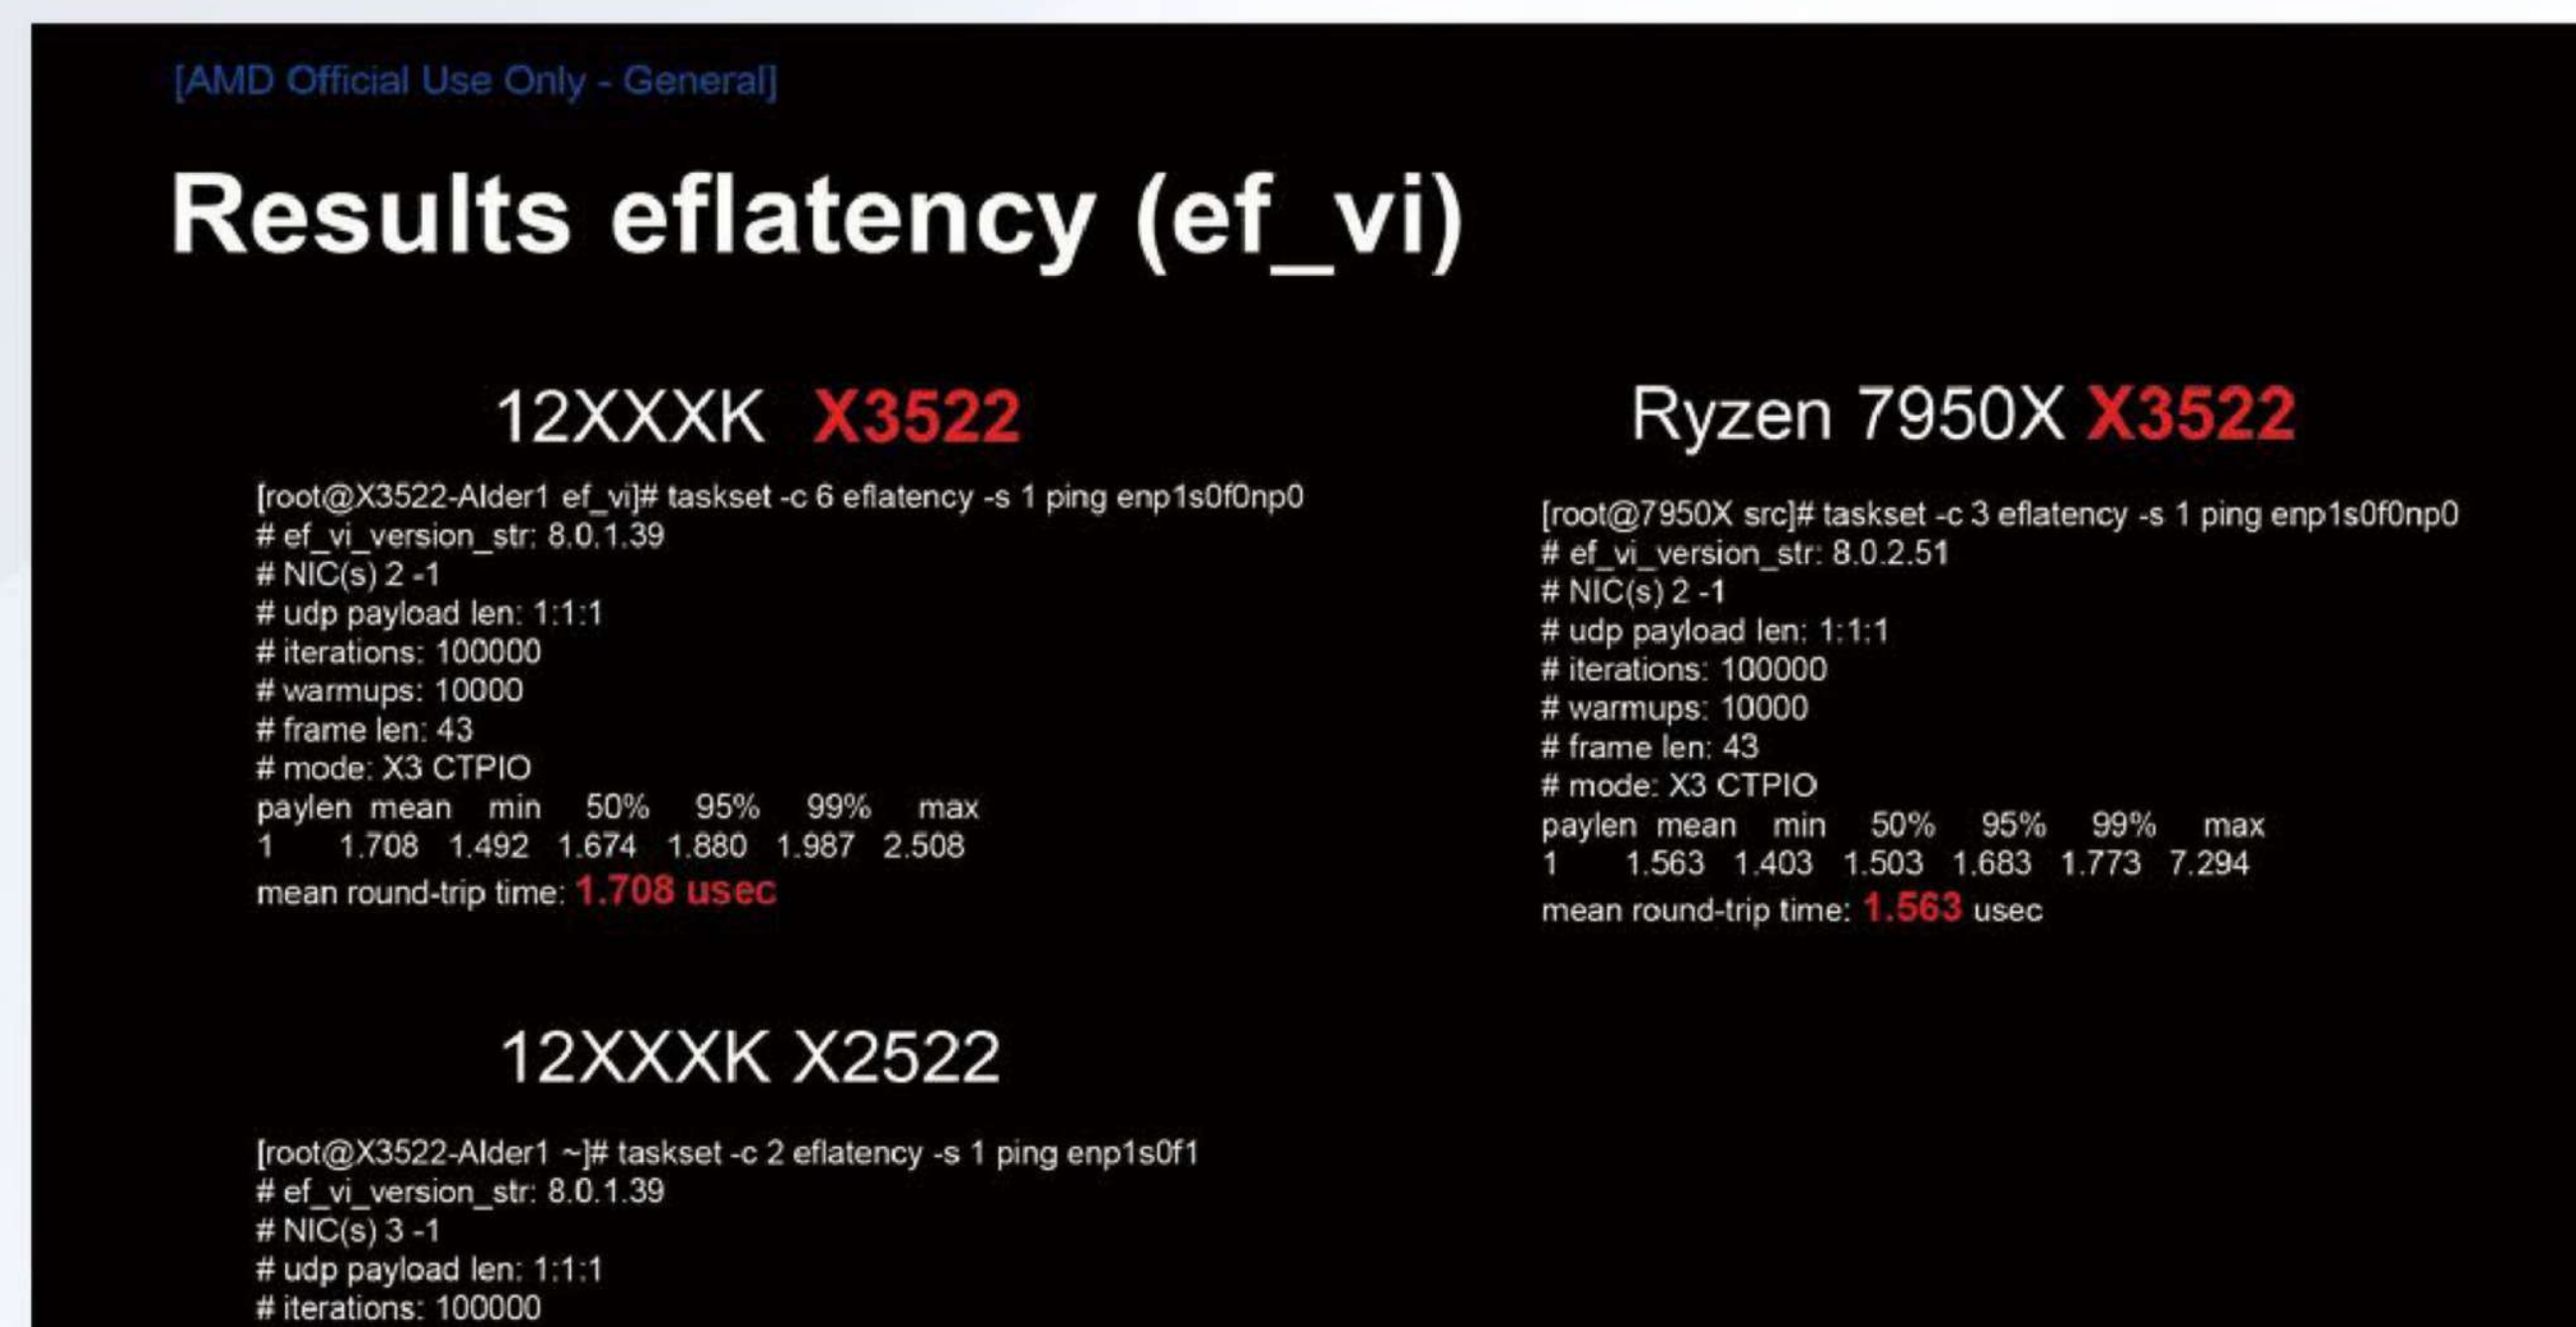 [AMD Official Use Only - General]
Results eflatency (ef_vi)
12XXXK X3522
[root@X3522-Alder1 ef_vi]# taskset -c 6 eflatency -s 1 ping enp1s0f0np0
# ef_vi_version_str: 8.0.1.39
# NIC(s) 2 -1
# udp payload len: 1:1:1
# iterations: 100000
# warmups: 10000
# frame len: 43
# mode: X3 CTPIO
paylen mean min 50% 95% 99% max
1 1.708 1.492 1.674 1.880 1.987 2.508
mean round-trip time: 1.708 usec
Ryzen 7950X X3522
[root@7950X src]# taskset -c 3 eflatency -s 1 ping enp1s0f0np0
# ef_vi_version_str: 8.0.2.51
# NIC(s) 2 -1
# udp payload len: 1:1:1
# iterations: 100000
# warmups: 10000
# frame len: 43
# mode: X3 CTPIO
paylen mean min 50% 95% 99% max
1 1.563 1.403 1.503 1.683 1.773 7.294
mean round-trip time: 1.563 usec
12XXXK X2522
[root@X3522-Alder1 ~]# taskset -c 2 eflatency -s 1 ping enp1s0f1
# ef_vi_version_str: 8.0.1.39
# NIC(s) 3 -1
# udp payload len: 1:1:1
# iterations: 100000